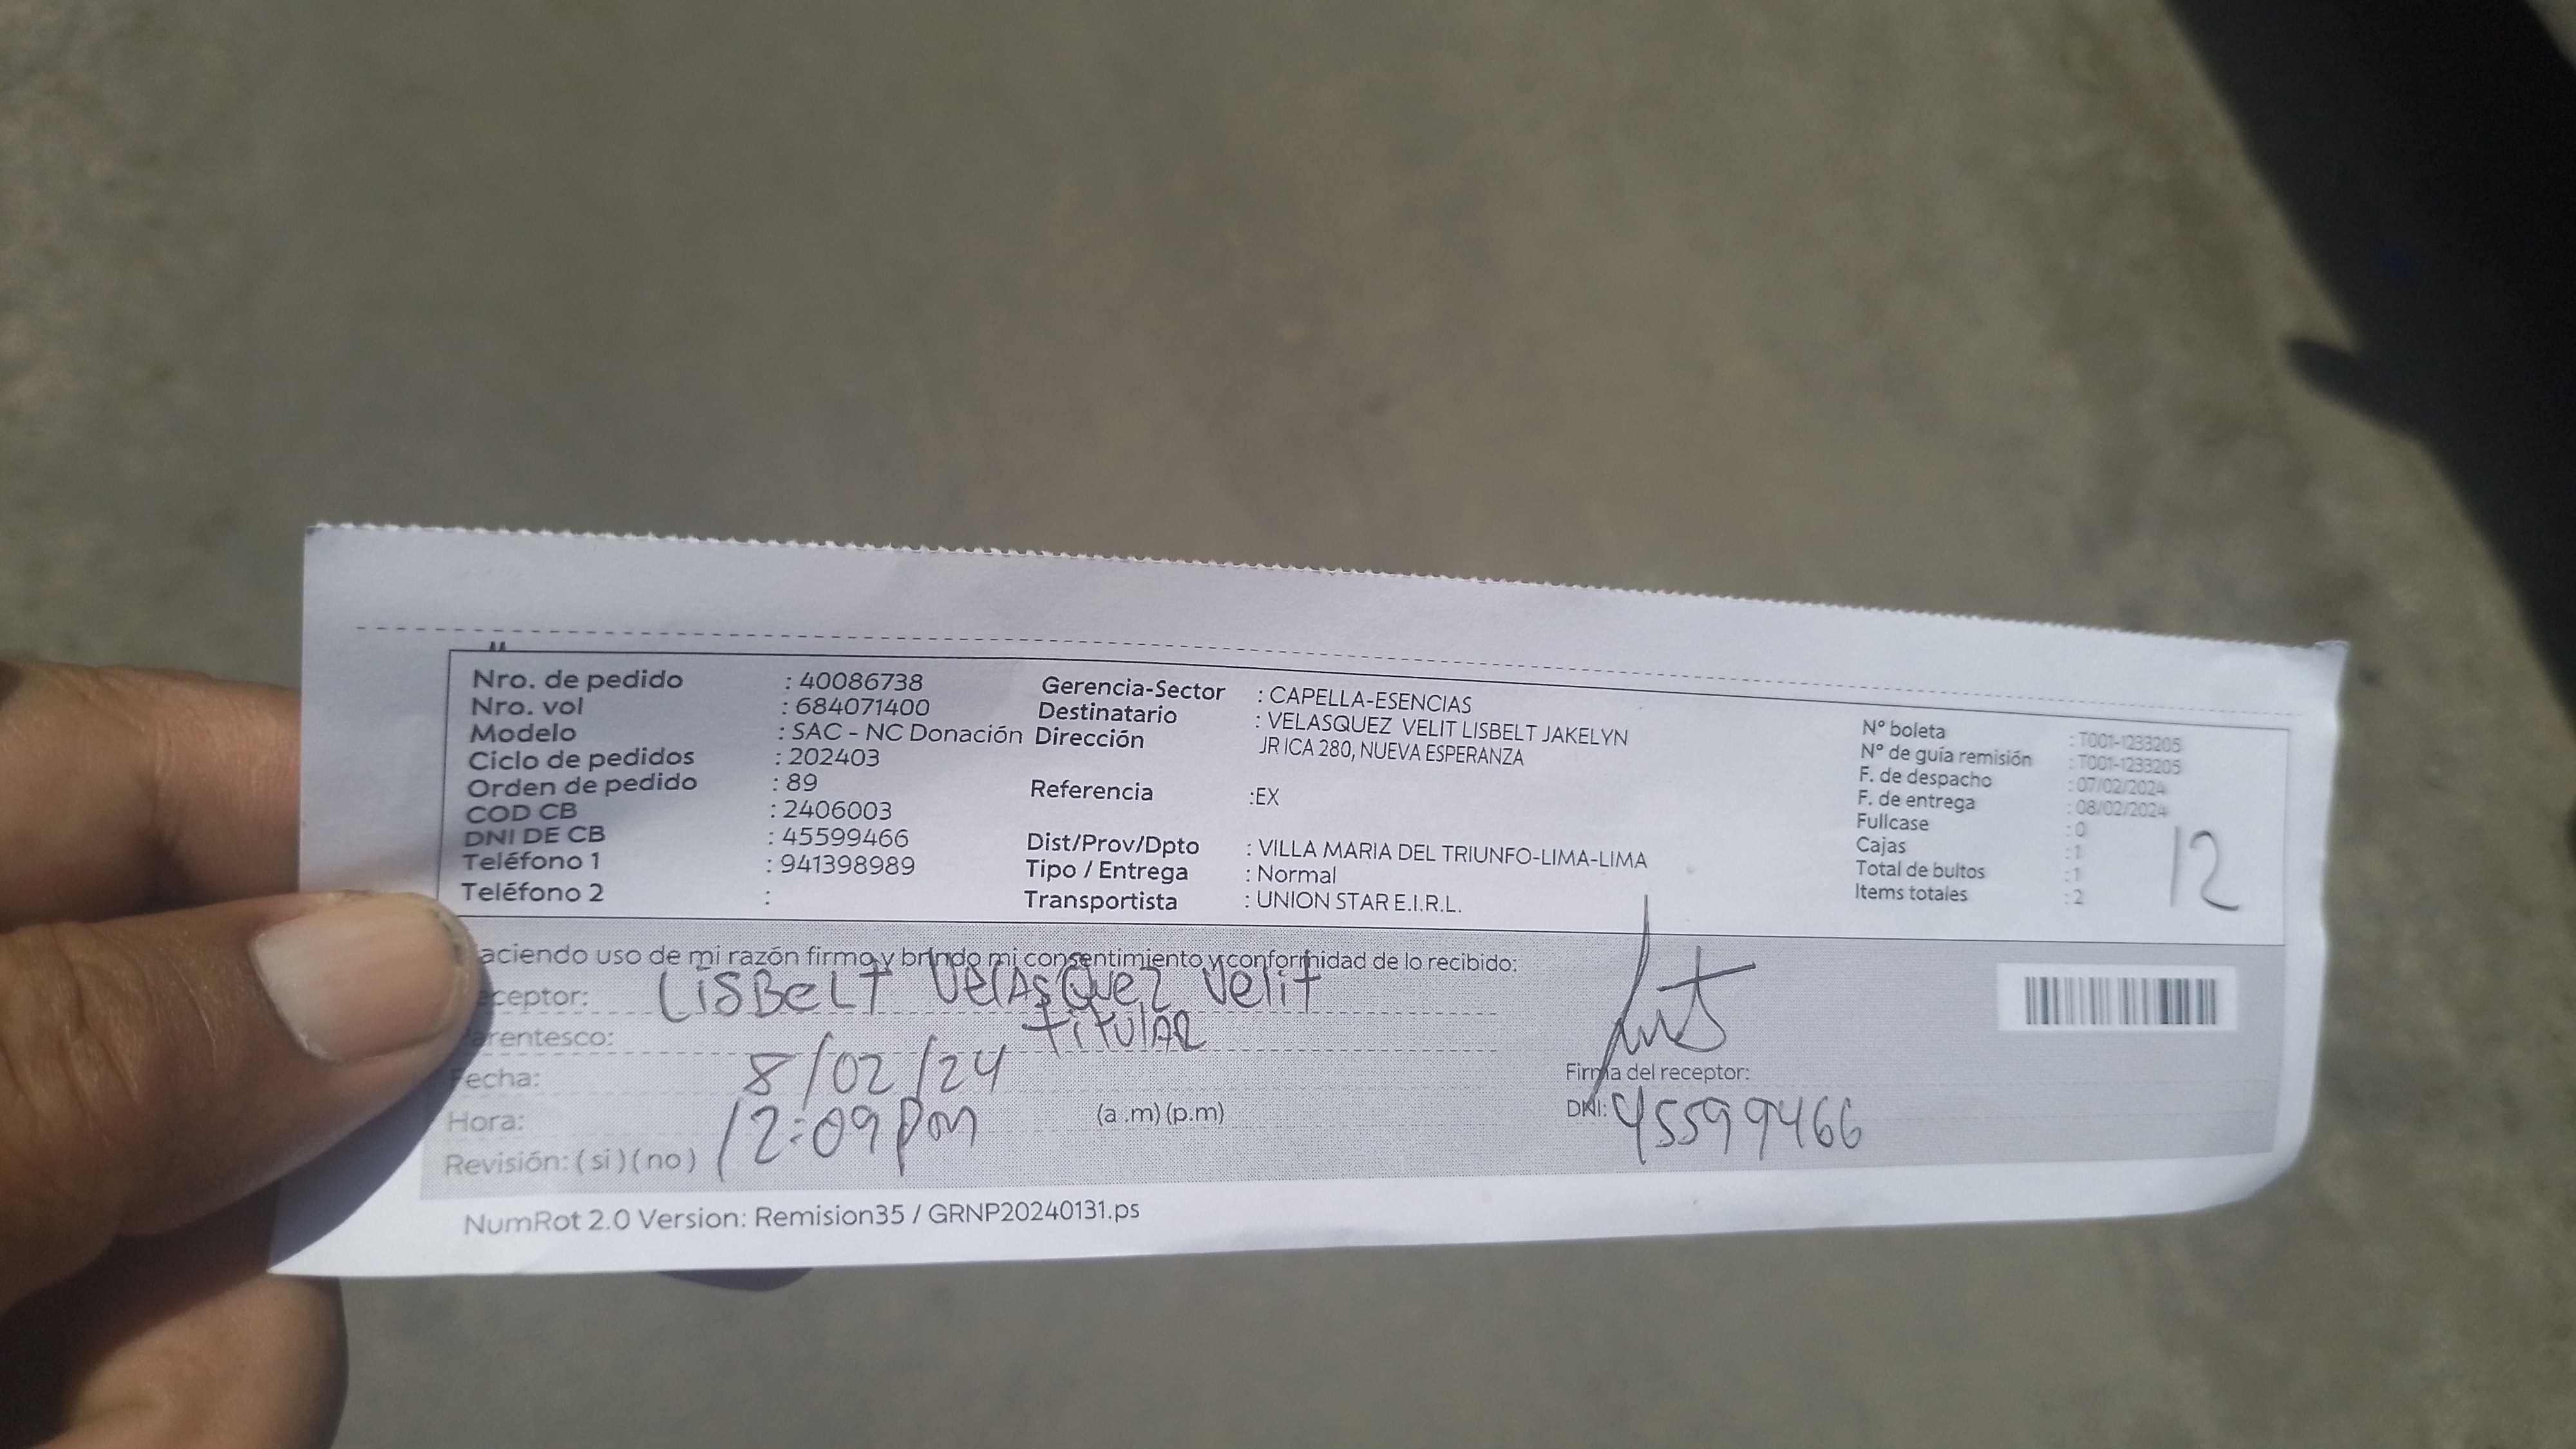 Nro. de pedido : 40086738
Nro. vol : 684071400
Modelo : SAC - NC Donación
Ciclo de pedidos : 202403
Orden de pedido : 89
COD CB : 2406003
DNI DE CB : 45599466
Teléfono 1 : 941398989
Teléfono 2 :
Gerencia-Sector : CAPELLA-ESENCIAS
Destinatario : VELASQUEZ VELIT LISBELT JAKELYN
Dirección JR ICA 280, NUEVA ESPERANZA
Referencia :EX
Dist/Prov/Dpto : VILLA MARIA DEL TRIUNFO-LIMA-LIMA
Tipo / Entrega : Normal
Transportista : UNION STAR E.I.R.L.
Nº boleta : T001-1233205
Nº de guía remisión : T001-1233205
F. de despacho : 07/02/2024
F. de entrega : 08/02/2024
Fullcase : 0
Cajas : 1
Total de bultos : 1
Items totales : 2
12
aciendo uso de mi razón firmo y brindo mi consentimiento y conformidad de lo recibido:
eceptor: LISBELT VELASQUEZ Velit
arentesco: titulAR
Fecha: 8/02/24
Hora: 12:09 pm (a .m) (p.m)
Revisión: ( si ) ( no )
Firma del receptor:
DNI: 45599466
NumRot 2.0 Version: Remision35 / GRNP20240131.ps